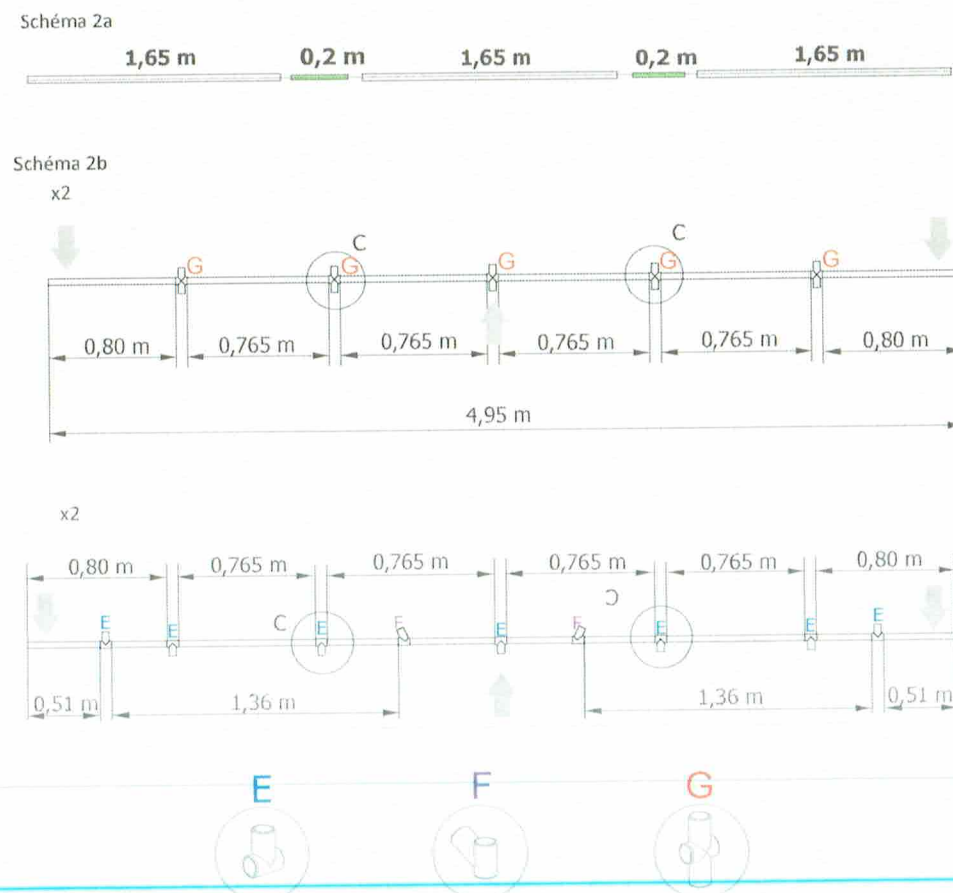 Schéma 2a
1,65 m 0,2 m 1,65 m 0,2 m 1,65 m
Schéma 2b
x2
C C
G G G G G
0,80 m 0,765 m 0,765 m 0,765 m 0,765 m 0,80 m
4,95 m
x2
0,80 m 0,765 m 0,765 m 0,765 m 0,765 m 0,80 m
C
E E C E F E F E E E
0,51 m 1,36 m 1,36 m 0,51 m
E F G